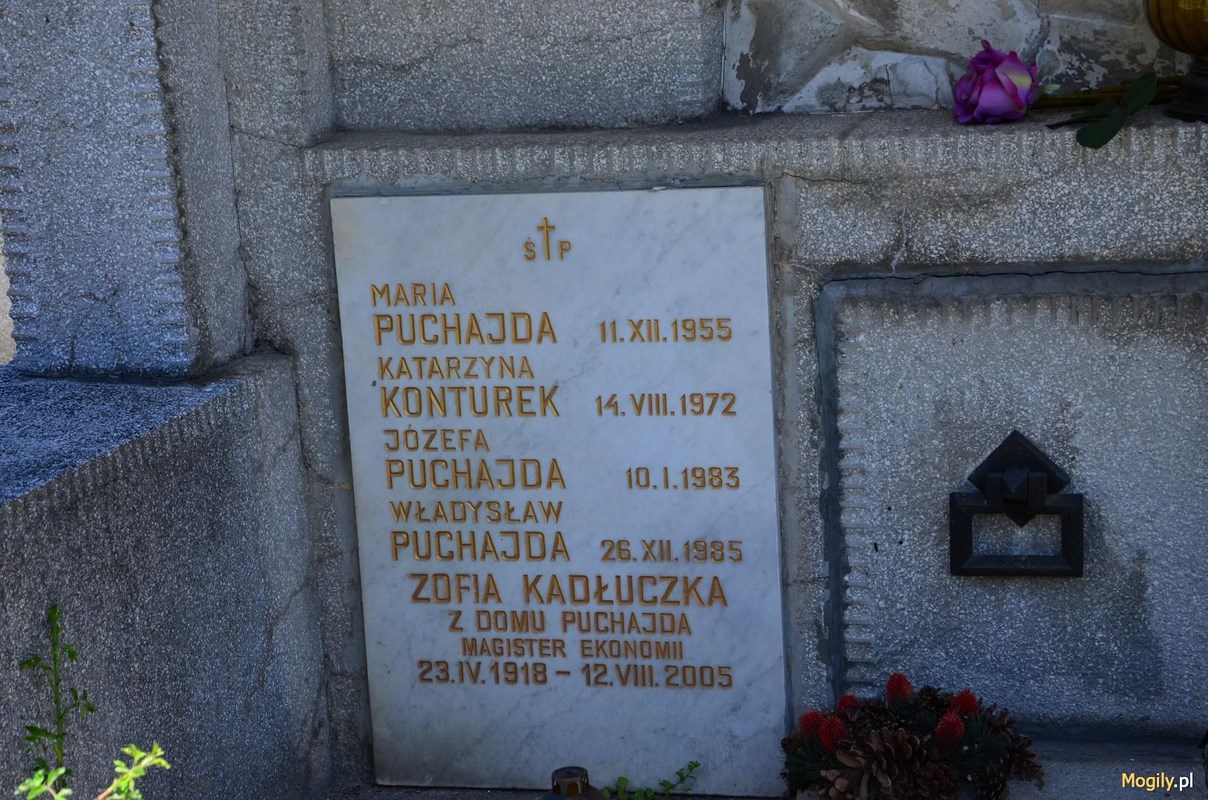 Ś † P
MARIA
PUCHAJDA 11.XII.1955
KATARZYNA
KONTUREK 14.VIII.1972
JÓZEFA
PUCHAJDA 10.I.1983
WŁADYSŁAW
PUCHAJDA 26.XII.1985
ZOFIA KADŁUCZKA
Z DOMU PUCHAJDA
MAGISTER EKONOMII
23.IV.1918 – 12.VIII.2005
Mogily.pl